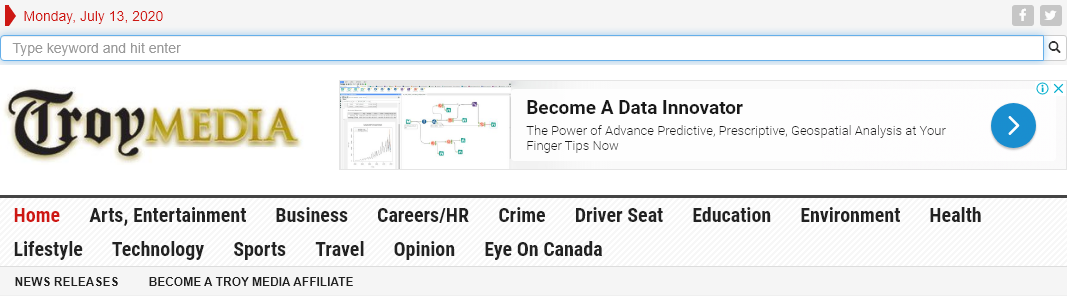 Monday, July 13, 2020
Type keyword and hit enter
Troy MEDIA
Become A Data Innovator
The Power of Advance Predictive, Prescriptive, Geospatial Analysis at Your
Finger Tips Now
Home Arts, Entertainment Business Careers/HR Crime Driver Seat Education Environment Health
Lifestyle Technology Sports Travel Opinion Eye On Canada
NEWS RELEASES BECOME A TROY MEDIA AFFILIATE